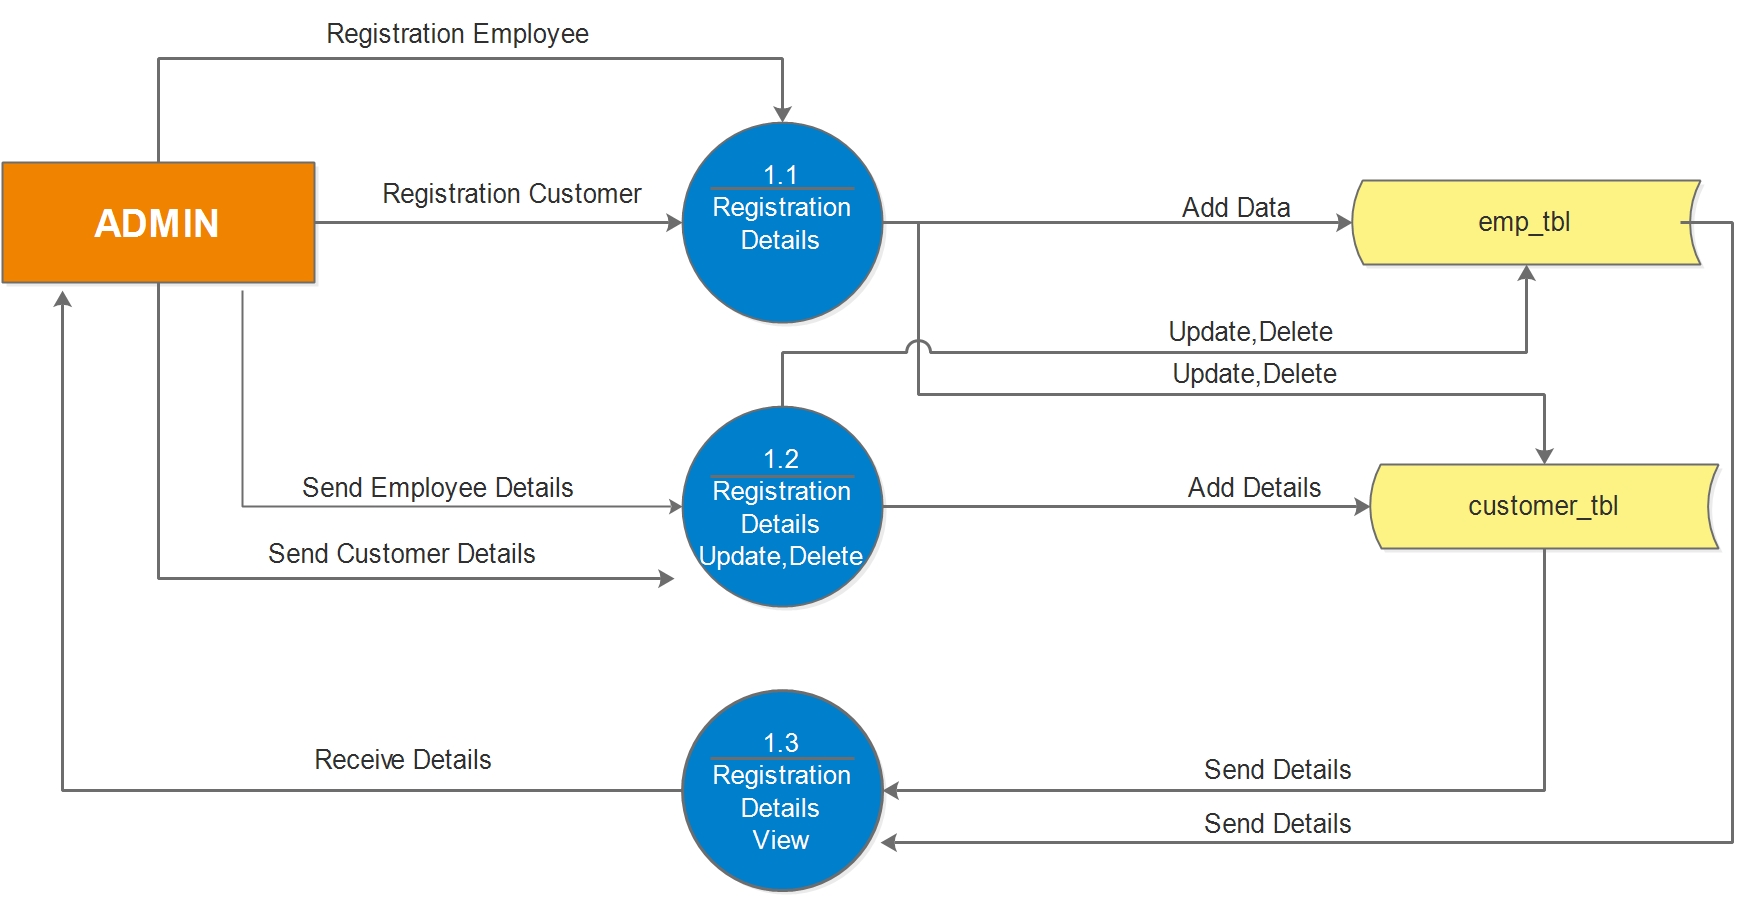 Registration Employee
ADMIN
Registration Customer
1.1
Registration
Details
Add Data
emp_tbl
Update,Delete
Update,Delete
Send Employee Details
1.2
Registration
Details
Update,Delete
Add Details
customer_tbl
Send Customer Details
Receive Details
1.3
Registration
Details
View
Send Details
Send Details